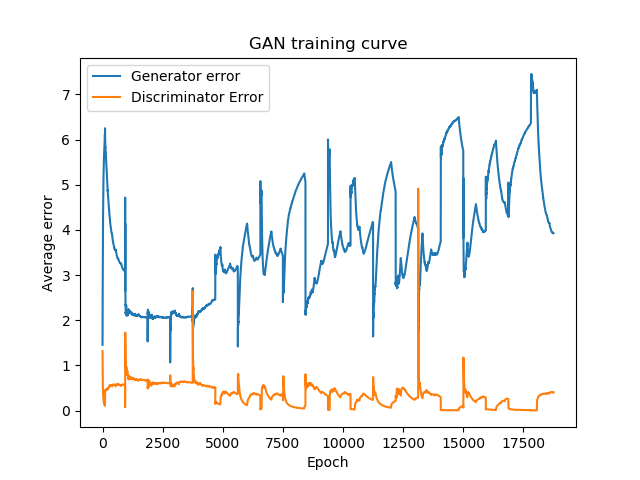 GAN training curve
Generator error
Discriminator Error
7
6
5
4
3
2
1
0
Average error
0 2500 5000 7500 10000 12500 15000 17500
Epoch